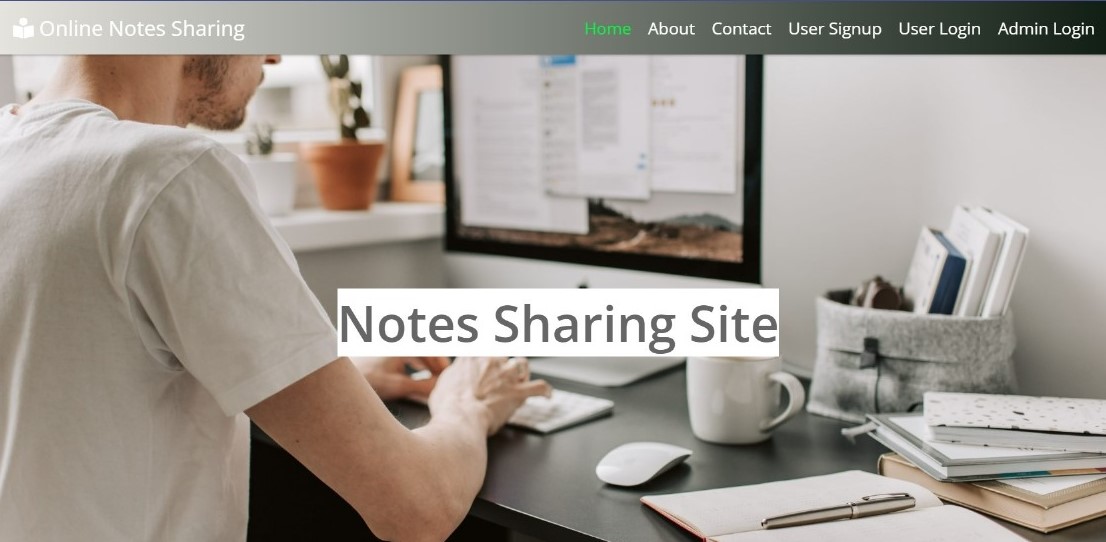 Online Notes Sharing
Home About Contact User Signup User Login Admin Login
Notes Sharing Site